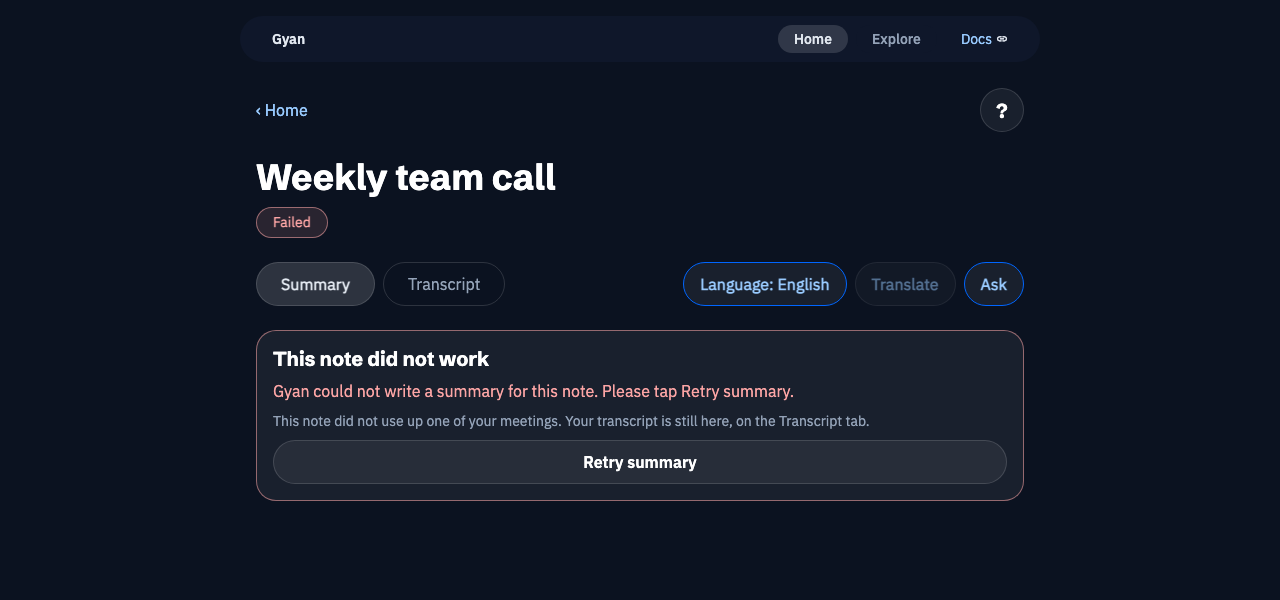 Gyan
Home
Explore
Docs
‹ Home
?
Weekly team call
Failed
Summary
Transcript
Language: English
Translate
Ask
This note did not work
Gyan could not write a summary for this note. Please tap Retry summary.
This note did not use up one of your meetings. Your transcript is still here, on the Transcript tab.
Retry summary